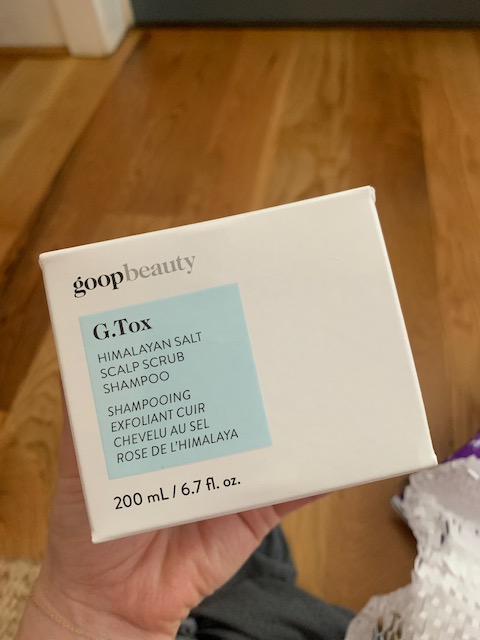 goopbeauty
G.Tox
HIMALAYAN SALT
SCALP SCRUB
SHAMPOO
SHAMPOOING
EXFOLIANT CUIR
CHEVELU AU SEL
ROSE DE L'HIMALAYA
200 mL / 6.7 fl. oz.